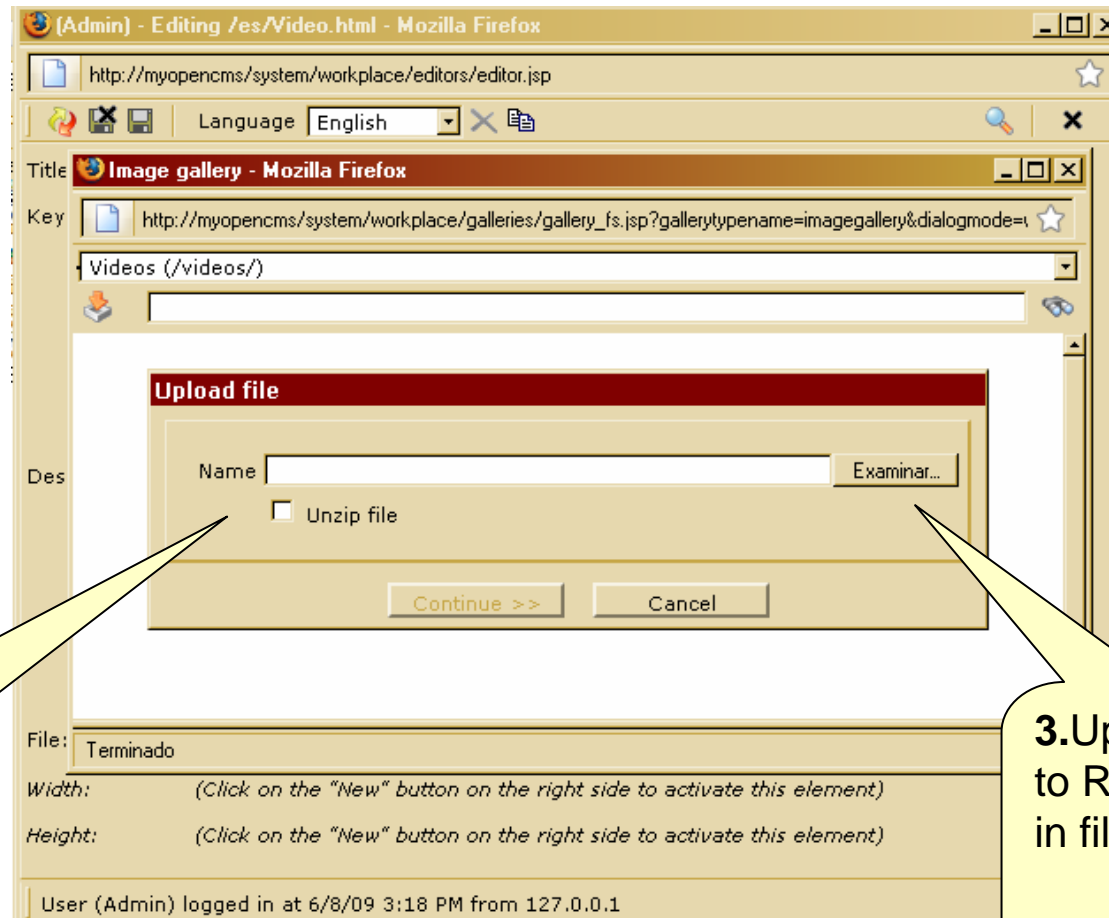 (Admin) - Editing /es/Video.html - Mozilla Firefox
http://myopencms/system/workplace/editors/editor.jsp
Language English
Title
Image gallery - Mozilla Firefox
Key
http://myopencms/system/workplace/galleries/gallery_fs.jsp?gallerytypename=imagegallery&dialogmode=
Videos (/videos/)
Upload file
Des
Name
Examinar...
Unzip file
Continue >>
Cancel
3.Up
to R
in fil
File:
Terminado
Width: (Click on the "New" button on the right side to activate this element)
Height: (Click on the "New" button on the right side to activate this element)
User (Admin) logged in at 6/8/09 3:18 PM from 127.0.0.1